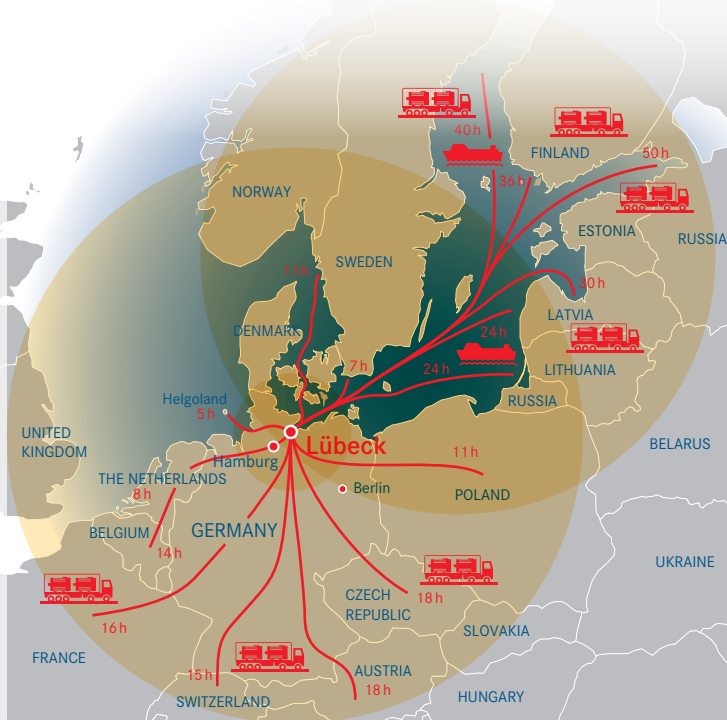 40 h
FINLAND
50 h
36 h
NORWAY
ESTONIA
RUSSIA
SWEDEN
30 h
LATVIA
DENMARK
24 h
7 h
24 h
LITHUANIA
Helgoland
5 h
RUSSIA
UNITED
KINGDOM
Lübeck
BELARUS
Hamburg
11 h
THE NETHERLANDS
8 h
Berlin
POLAND
BELGIUM
GERMANY
14 h
UKRAINE
CZECH
REPUBLIC
18 h
16 h
SLOVAKIA
FRANCE
15 h
AUSTRIA
18 h
SWITZERLAND
HUNGARY